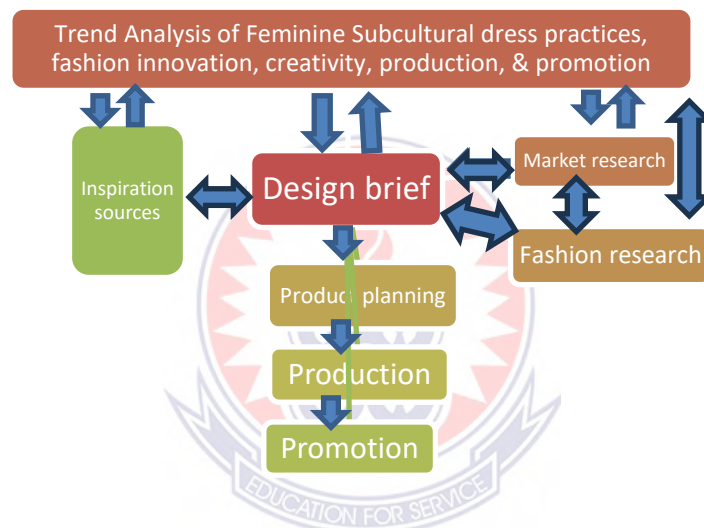 Trend Analysis of Feminine Subcultural dress practices,
fashion innovation, creativity, production, & promotion
Inspiration
sources
Design brief
Market research
Fashion research
Product planning
Production
Promotion
EDUCATION FOR SERVICE